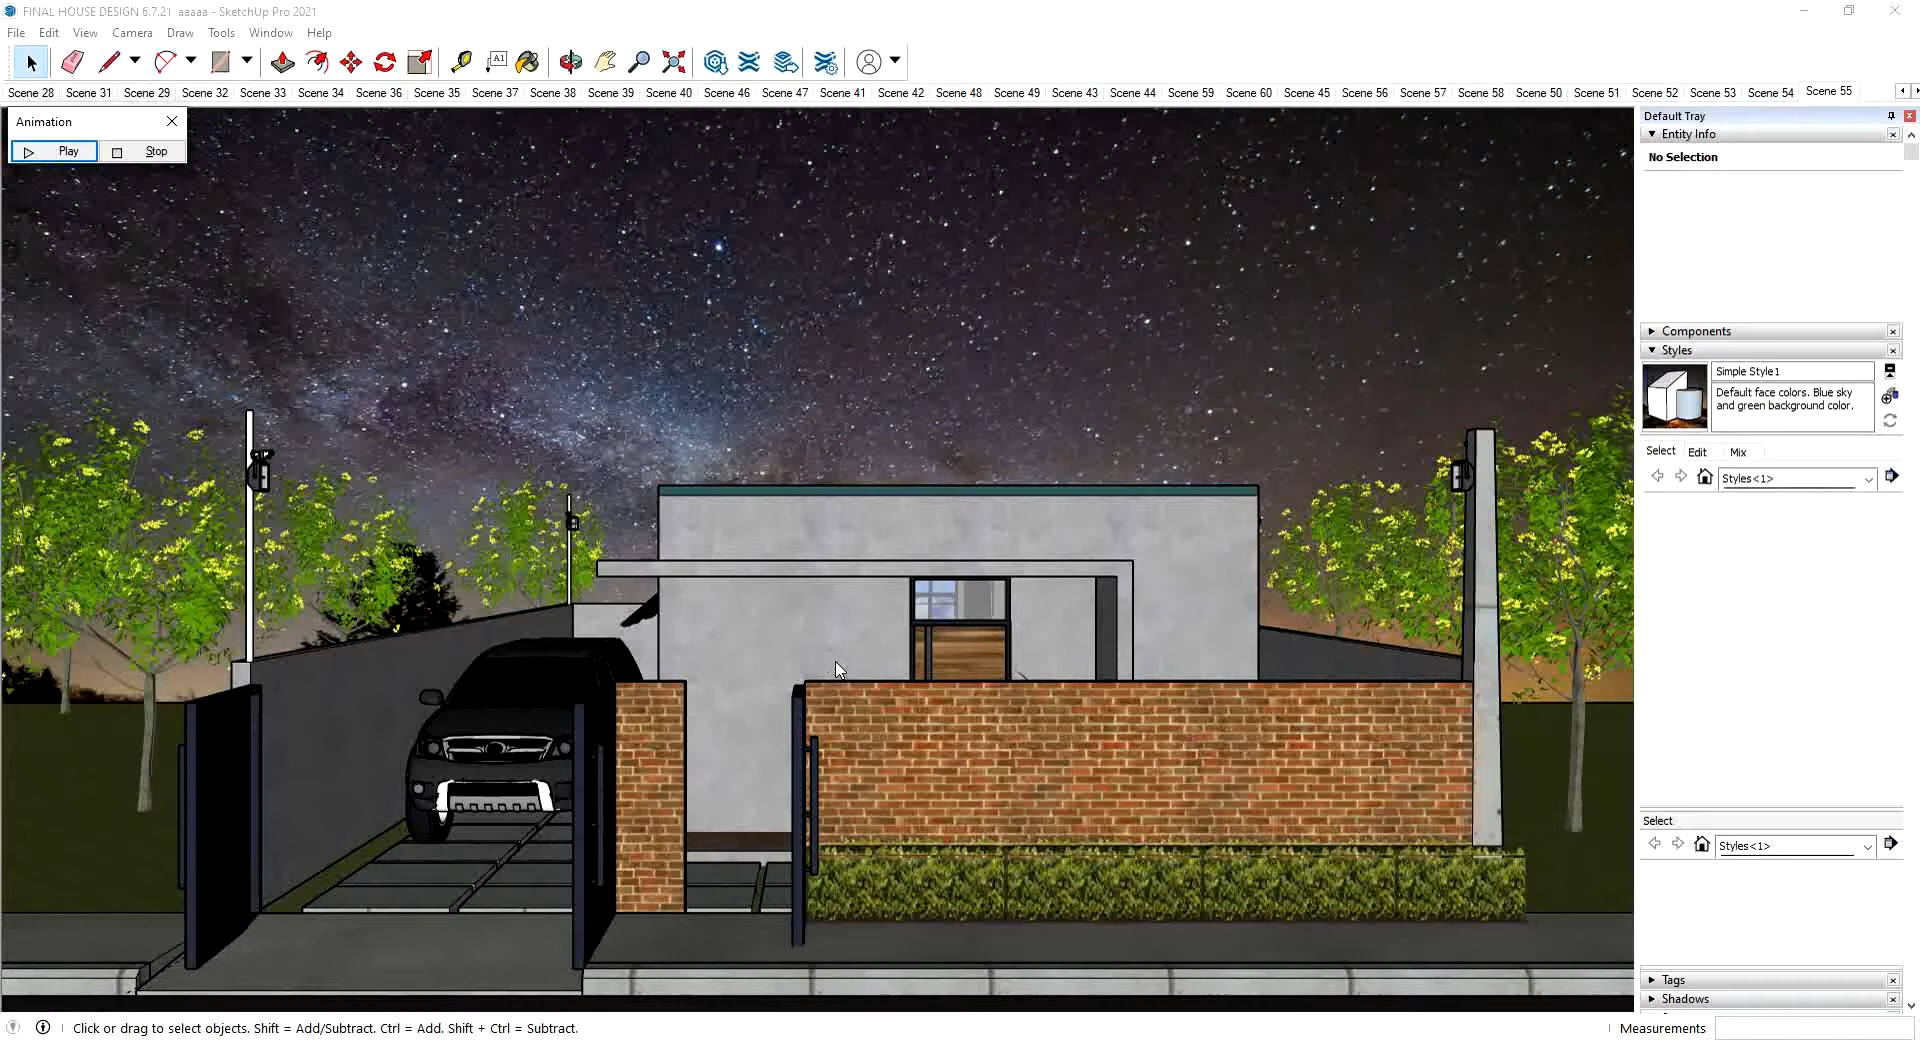 FINAL HOUSE DESIGN 6.7.21 aaaaa - SketchUp Pro 2021
File Edit View Camera Draw Tools Window Help
A1
Scene 28 Scene 31 Scene 29 Scene 32 Scene 33 Scene 34 Scene 36 Scene 35 Scene 37 Scene 38 Scene 39 Scene 40 Scene 46 Scene 47 Scene 41 Scene 42 Scene 48 Scene 49 Scene 43 Scene 44 Scene 59 Scene 60 Scene 45 Scene 56 Scene 57 Scene 58 Scene 50 Scene 51 Scene 52 Scene 53 Scene 54 Scene 55
Animation
Play Stop
Default Tray
Entity Info
No Selection
Components
Styles
Simple Style1
Default face colors. Blue sky
and green background color.
Select Edit Mix
Styles<1>
Select
Styles<1>
Tags
Shadows
Click or drag to select objects. Shift = Add/Subtract. Ctrl = Add. Shift + Ctrl = Subtract.
Measurements